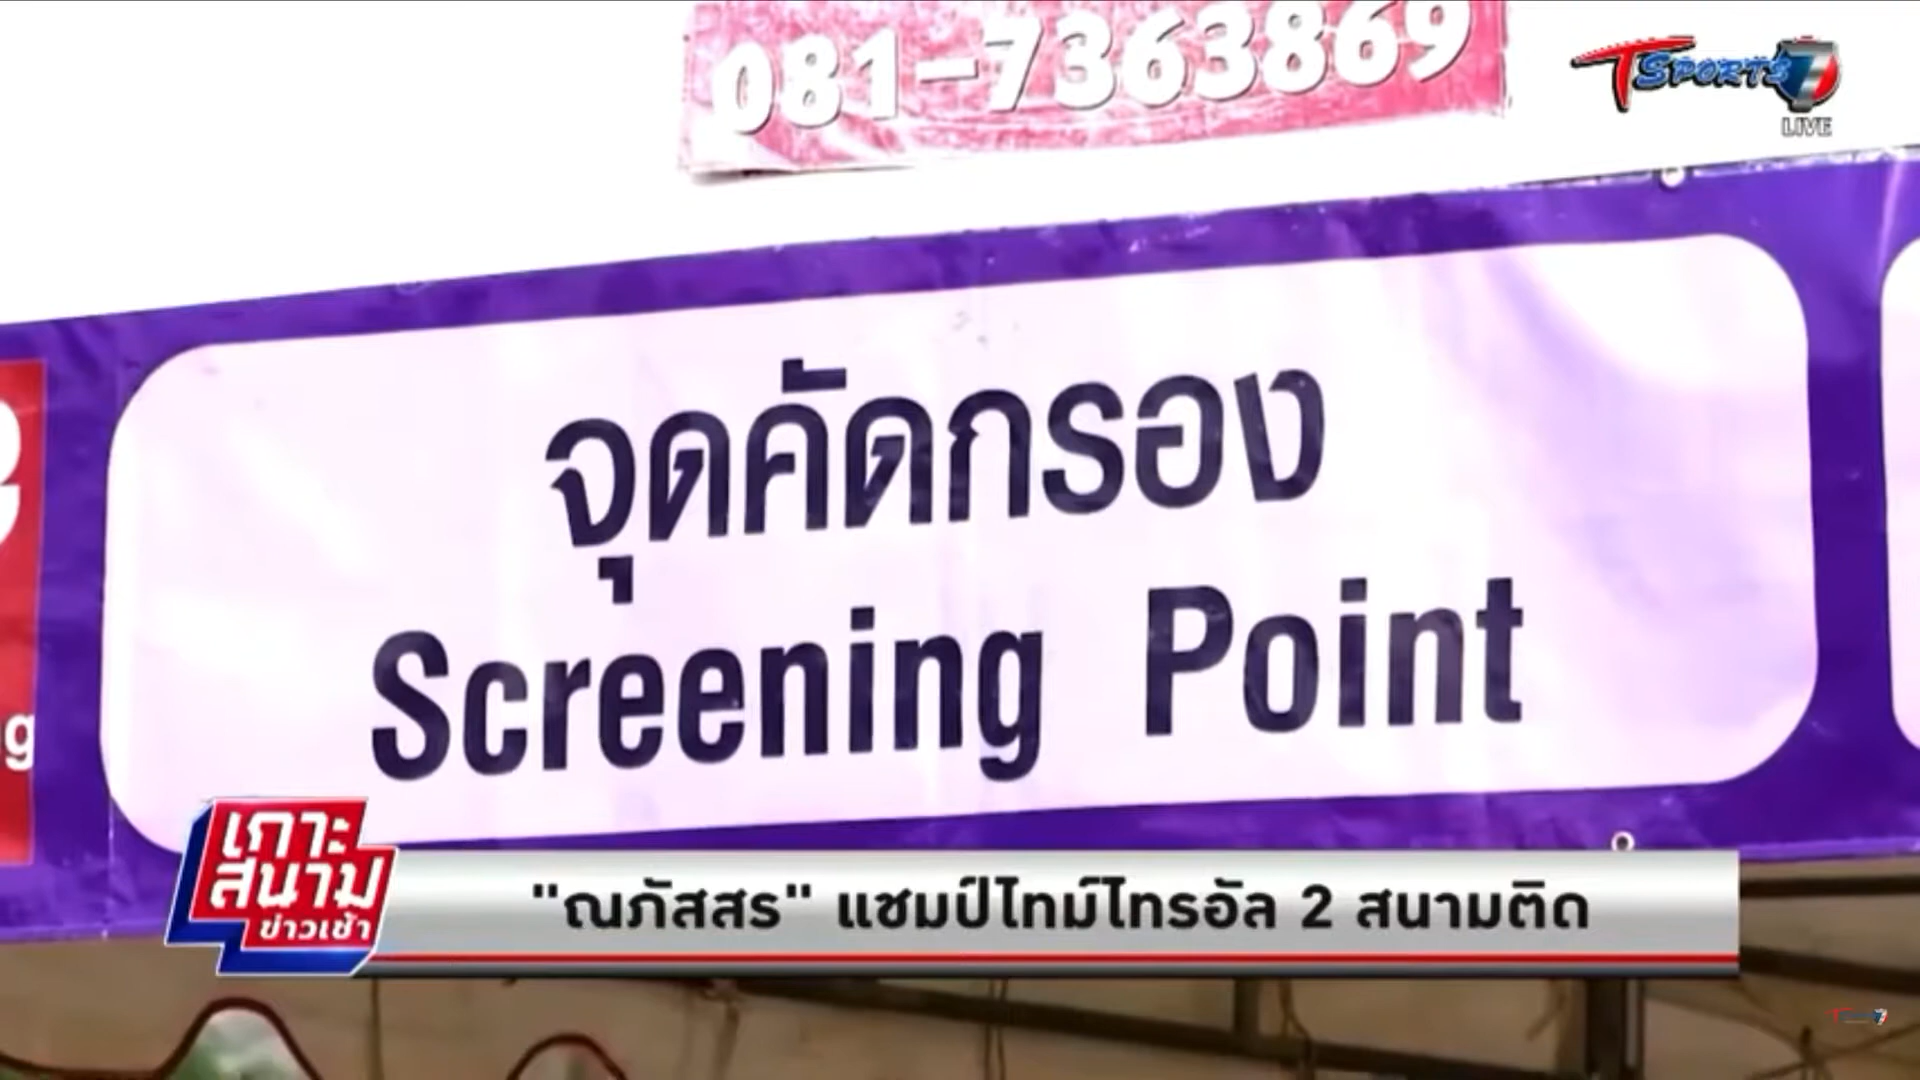 081-7363869
TSPORTS 7
LIVE
จุดคัดกรอง
Screening Point
เกาะ
สนาม
ข่าวเช้า
"ณภัสสร" แชมป์ไทม์ไทรอัล 2 สนามติด